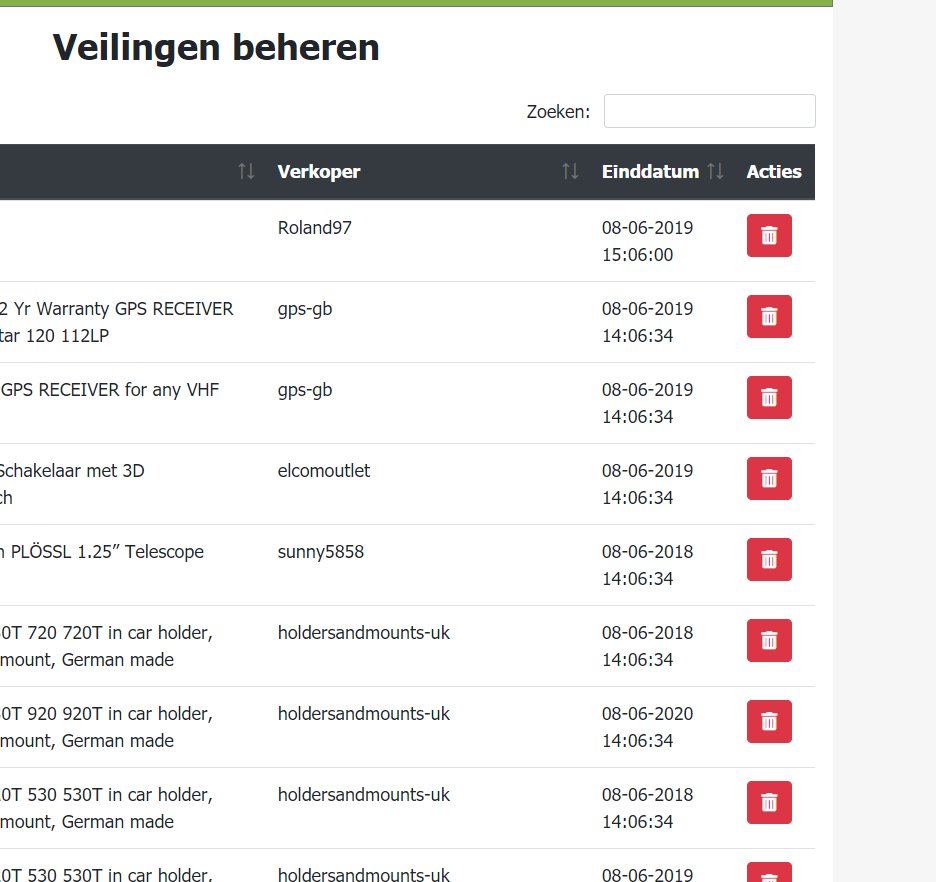 Veilingen beheren
Zoeken:
Verkoper Einddatum Acties
Roland97 08-06-2019
15:06:00
2 Yr Warranty GPS RECEIVER gps-gb 08-06-2019
tar 120 112LP 14:06:34
GPS RECEIVER for any VHF gps-gb 08-06-2019
14:06:34
Schakelaar met 3D elcomoutlet 08-06-2019
ch 14:06:34
n PLÖSSL 1.25” Telescope sunny5858 08-06-2018
14:06:34
0T 720 720T in car holder, holdersandmounts-uk 08-06-2018
mount, German made 14:06:34
0T 920 920T in car holder, holdersandmounts-uk 08-06-2020
mount, German made 14:06:34
0T 530 530T in car holder, holdersandmounts-uk 08-06-2018
mount, German made 14:06:34
0T 530 530T in car holder, holdersandmounts-uk 08-06-2019